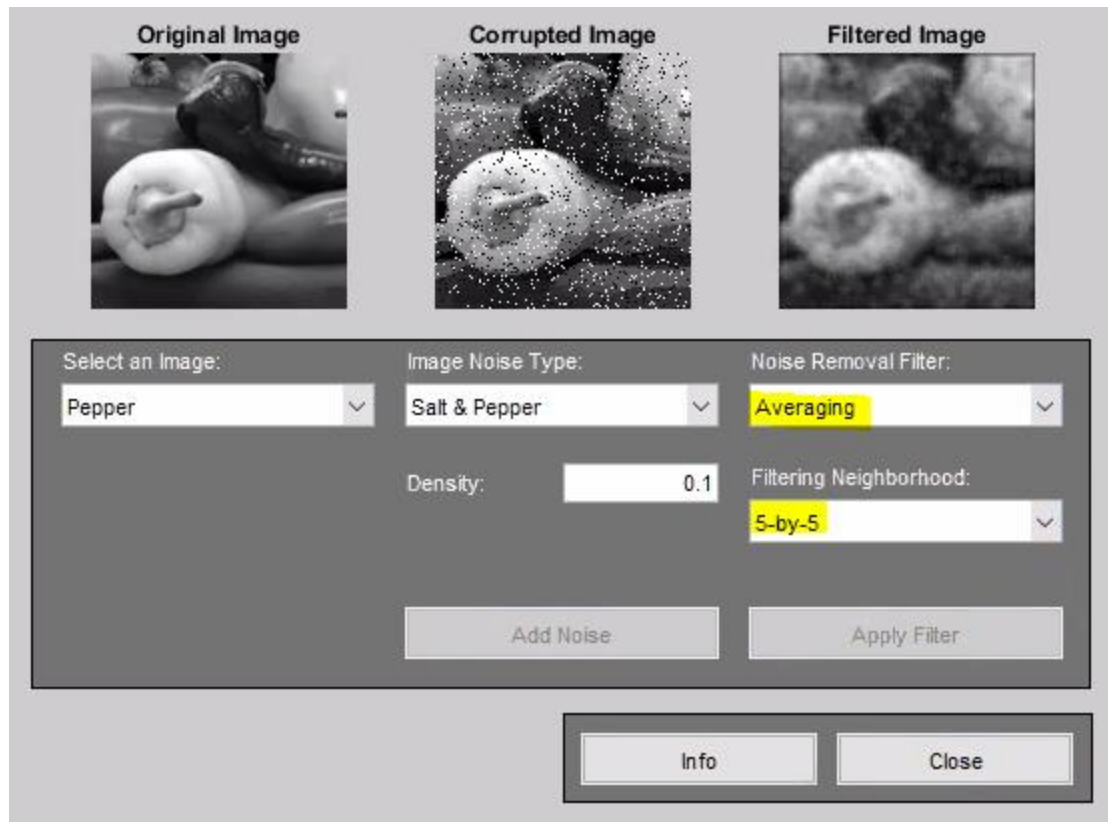 Original Image Corrupted Image Filtered Image
Select an Image: Image Noise Type: Noise Removal Filter:
Pepper Salt & Pepper Averaging
Density: 0.1 Filtering Neighborhood:
5-by-5
Add Noise Apply Filter
Info Close